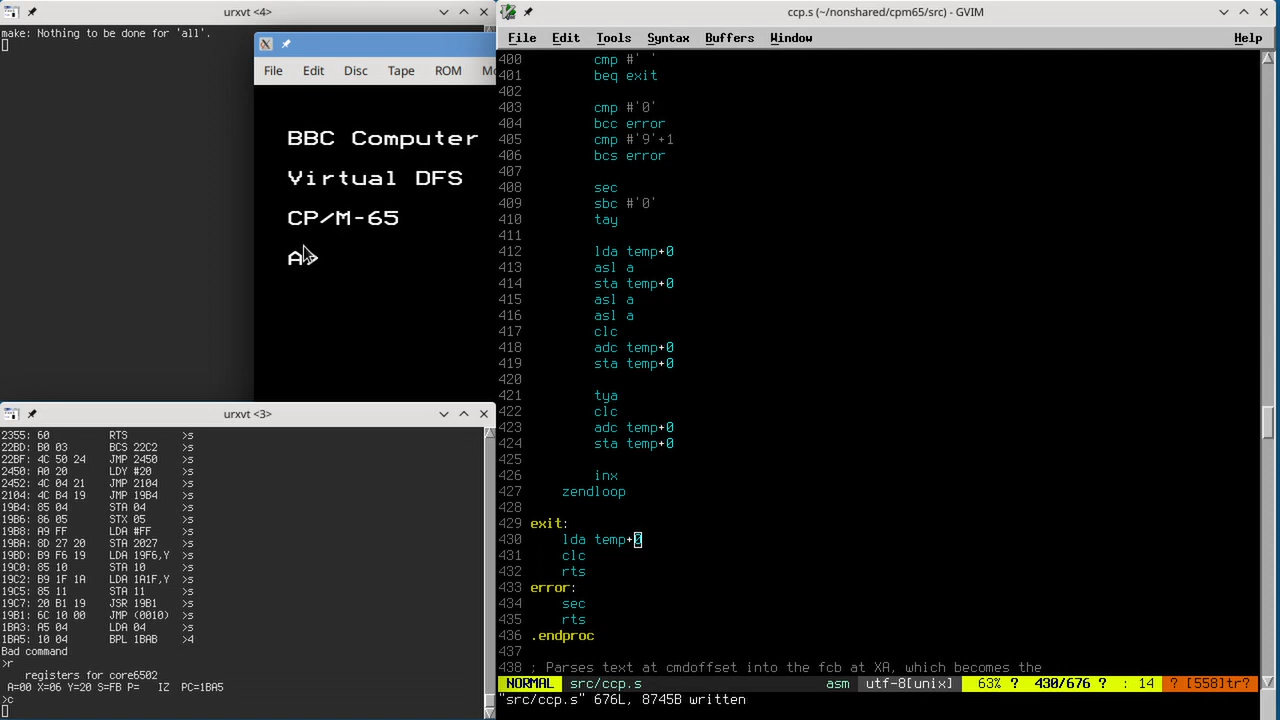 urxvt <4>
make: Nothing to be done for 'all'.
File Edit Disc Tape ROM
BBC Computer
Virtual DFS
CP/M-65
A>
urxvt <3>
2355: 60 RTS >s
22BD: B0 03 BCS 22C2 >s
22BF: 4C 50 24 JMP 2450 >s
2450: A0 20 LDY #20 >s
2452: 4C 04 21 JMP 2104 >s
2104: 4C B4 19 JMP 19B4 >s
19B4: 85 04 STA 04 >s
19B6: 86 05 STX 05 >s
19B8: A9 FF LDA #FF >s
19BA: 8D 27 20 STA 2027 >s
19BD: B9 F6 19 LDA 19F6,Y >s
19C0: 85 10 STA 10 >s
19C2: B9 1F 1A LDA 1A1F,Y >s
19C5: 85 11 STA 11 >s
19C7: 20 B1 19 JSR 19B1 >s
19B1: 6C 10 00 JMP (0010) >s
1BA3: A5 04 LDA 04 >s
1BA5: 10 04 BPL 1BAB >4
Bad command
>r
registers for core6502
A=00 X=06 Y=20 S=FB P= IZ PC=1BA5
>c
ccp.s (~/nonshared/cpm65/src) - GVIM
File Edit Tools Syntax Buffers Window Help
400 cmp #' '
401 beq exit
402
403 cmp #'0'
404 bcc error
405 cmp #'9'+1
406 bcs error
407
408 sec
409 sbc #'0'
410 tay
411
412 lda temp+0
413 asl a
414 sta temp+0
415 asl a
416 asl a
417 clc
418 adc temp+0
419 sta temp+0
420
421 tya
422 clc
423 adc temp+0
424 sta temp+0
425
426 inx
427 zendloop
428
429 exit:
430 lda temp+0
431 clc
432 rts
433 error:
434 sec
435 rts
436 .endproc
437
438 ; Parses text at cmdoffset into the fcb at XA, which becomes the
NORMAL src/ccp.s asm utf-8[unix] 63% ? 430/676 ? : 14 ? [558]tr?
"src/ccp.s" 676L, 8745B written